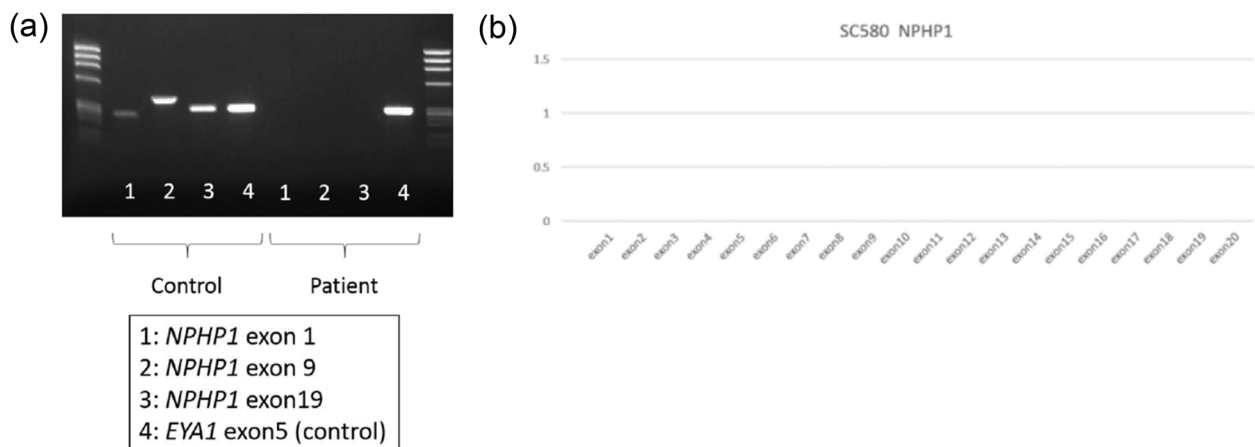 (a)
1 2 3 4 1 2 3 4
Control Patient
1: NPHP1 exon 1
2: NPHP1 exon 9
3: NPHP1 exon19
4: EYA1 exon5 (control)
(b)
SC580 NPHP1
1.5
1
0.5
0
exon1 exon2 exon3 exon4 exon5 exon6 exon7 exon8 exon9 exon10 exon11 exon12 exon13 exon14 exon15 exon16 exon17 exon18 exon19 exon20